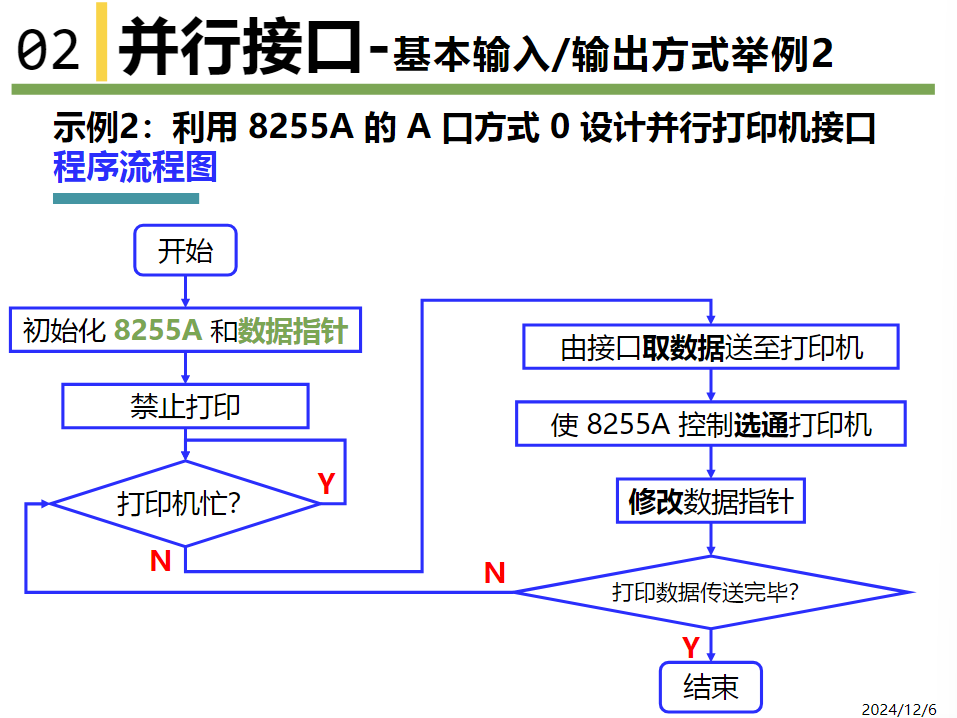 02 并行接口-基本输入/输出方式举例2
示例2：利用 8255A 的 A 口方式 0 设计并行打印机接口
程序流程图
开始
初始化 8255A 和数据指针
禁止打印
打印机忙？
Y
N
由接口取数据送至打印机
使 8255A 控制选通打印机
修改数据指针
打印数据传送完毕？
N
Y
结束
2024/12/6